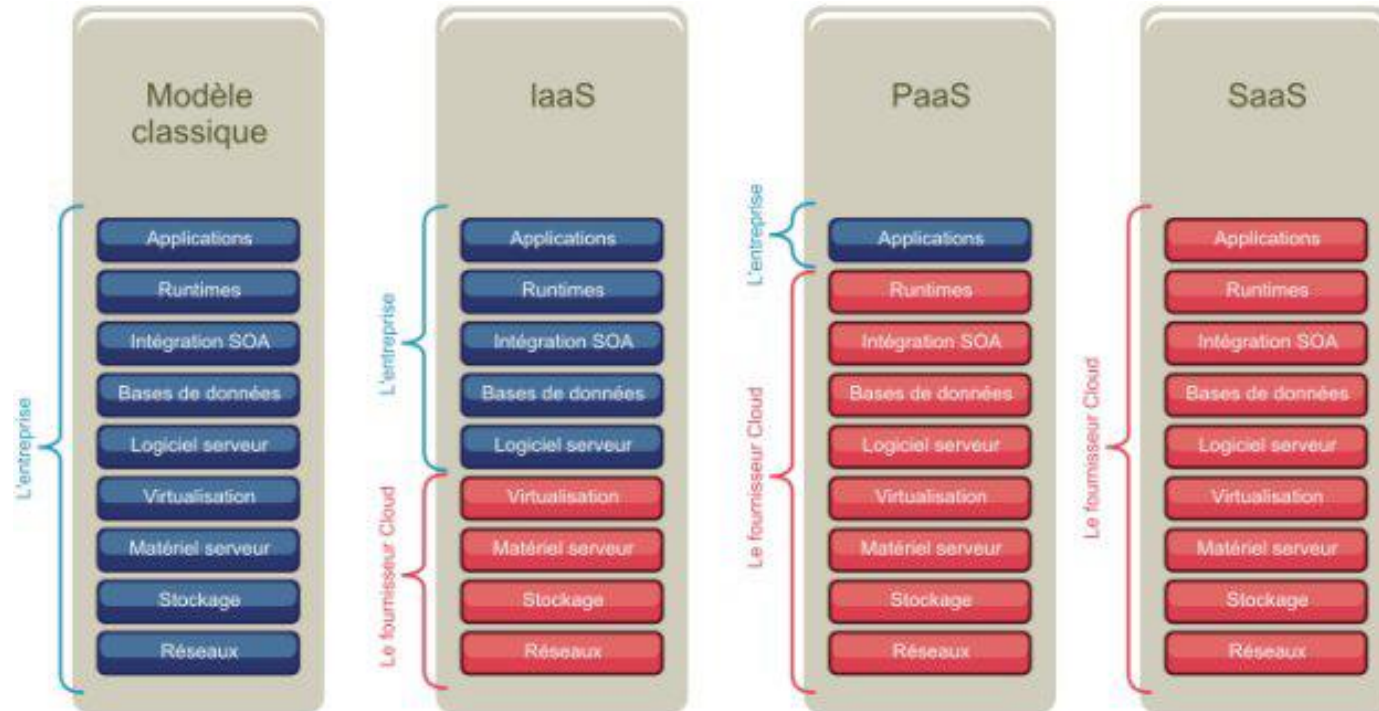 Modèle
classique
L'entreprise
Applications
Runtimes
Intégration SOA
Bases de données
Logiciel serveur
Virtualisation
Matériel serveur
Stockage
Réseaux
IaaS
L'entreprise
Le fournisseur Cloud
Applications
Runtimes
Intégration SOA
Bases de données
Logiciel serveur
Virtualisation
Matériel serveur
Stockage
Réseaux
PaaS
L'entreprise
Le fournisseur Cloud
Applications
Runtimes
Intégration SOA
Bases de données
Logiciel serveur
Virtualisation
Matériel serveur
Stockage
Réseaux
SaaS
Le fournisseur Cloud
Applications
Runtimes
Intégration SOA
Bases de données
Logiciel serveur
Virtualisation
Matériel serveur
Stockage
Réseaux